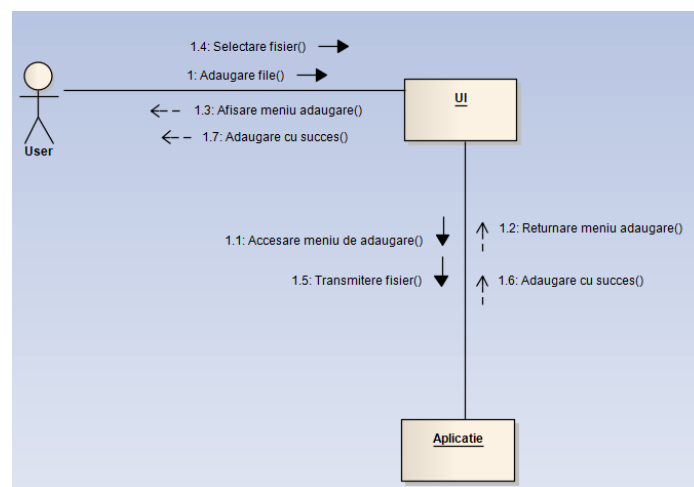 1.4: Selectare fisier()
1: Adaugare file()
UI
1.3: Afisare meniu adaugare()
1.7: Adaugare cu succes()
User
1.2: Returnare meniu adaugare()
1.1: Accesare meniu de adaugare()
1.5: Transmitere fisier()
1.6: Adaugare cu succes()
Aplicatie